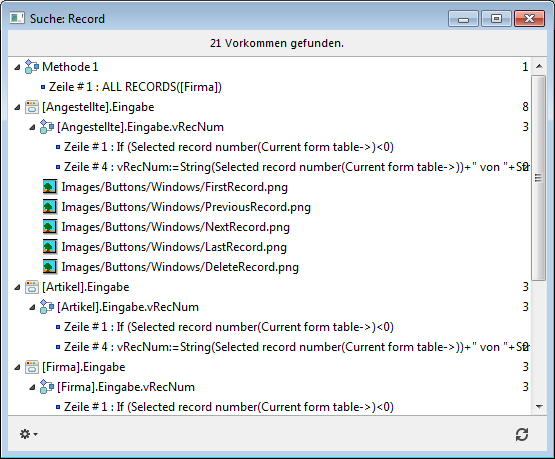 Suche: Record
21 Vorkommen gefunden.
Methode1 1
Zeile # 1 : ALL RECORDS([Firma])
[Angestellte].Eingabe 8
[Angestellte].Eingabe.vRecNum 3
Zeile # 1 : If (Selected record number(Current form table->)<0)
Zeile # 4 : vRecNum:=String(Selected record number(Current form table->))+" von "+Str 2
Images/Buttons/Windows/FirstRecord.png
Images/Buttons/Windows/PreviousRecord.png
Images/Buttons/Windows/NextRecord.png
Images/Buttons/Windows/LastRecord.png
Images/Buttons/Windows/DeleteRecord.png
[Artikel].Eingabe 3
[Artikel].Eingabe.vRecNum 3
Zeile # 1 : If (Selected record number(Current form table->)<0)
Zeile # 4 : vRecNum:=String(Selected record number(Current form table->))+" von "+Str 2
[Firma].Eingabe 3
[Firma].Eingabe.vRecNum 3
Zeile # 1 : If (Selected record number(Current form table->)<0)